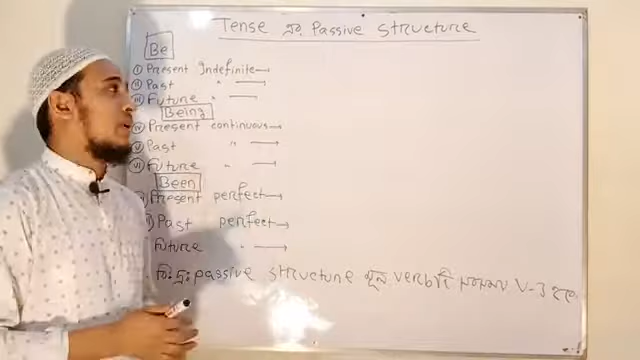 Tense এর Passive structure
Be
i Present Indefinite →
ii Past " →
iii Future " →
Being
iv Present continuous →
v Past " →
vi Future " →
Been
Present perfect →
Past perfect →
Future " →
বি: দ্র: passive structure মূল verbটি সবসময় V-3 হবে